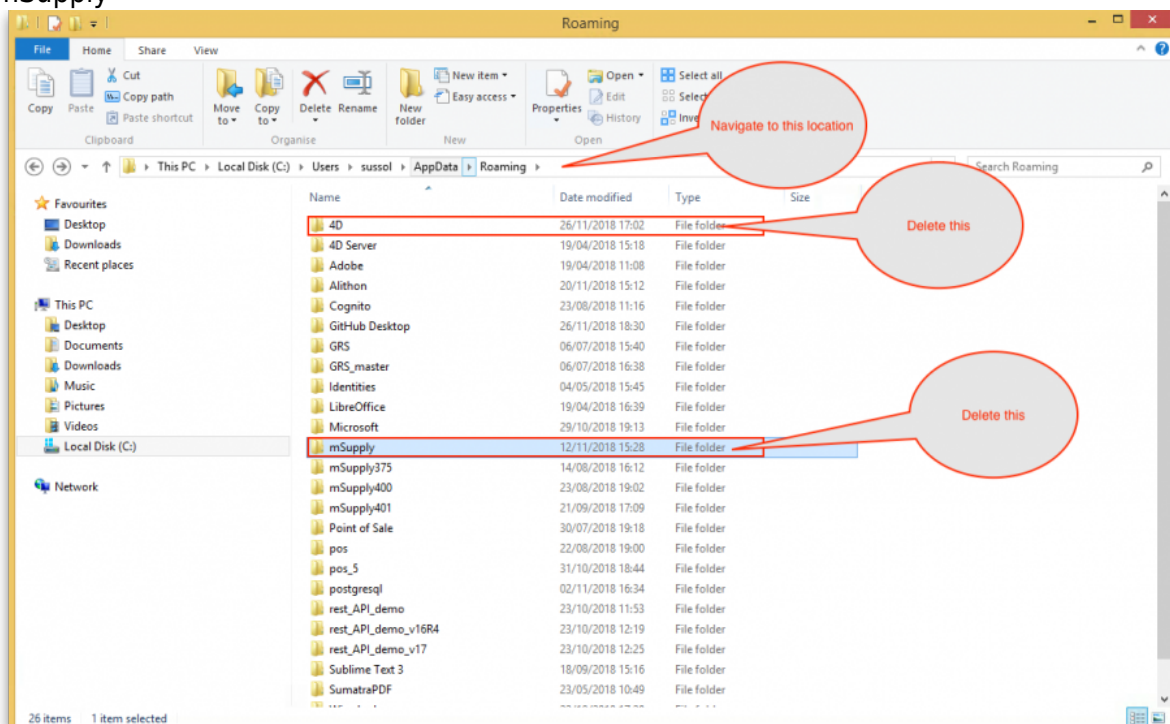 mSupply
Roaming
File Home Share View
Copy
Paste
Cut
Copy path
Paste shortcut
Clipboard
Move to
Copy to
Delete
Rename
Organise
New folder
New item
Easy access
New
Properties
Open
Edit
History
Open
Select all
Navigate to this location
This PC Local Disk (C:) Users sussol AppData Roaming
Search Roaming
Favourites
Desktop
Downloads
Recent places
This PC
Desktop
Documents
Downloads
Music
Pictures
Videos
Local Disk (C:)
Network
Name Date modified Type Size
4D 26/11/2018 17:02 File folder
Delete this
4D Server 19/04/2018 15:18 File folder
Adobe 19/04/2018 11:08 File folder
Alithon 20/11/2018 15:12 File folder
Cognito 23/08/2018 11:16 File folder
GitHub Desktop 26/11/2018 18:30 File folder
GRS 06/07/2018 15:40 File folder
GRS_master 06/07/2018 16:38 File folder
Identities 04/05/2018 15:45 File folder
LibreOffice 19/04/2018 16:39 File folder
Microsoft 29/10/2018 19:13 File folder
Delete this
mSupply 12/11/2018 15:28 File folder
mSupply375 14/08/2018 16:12 File folder
mSupply400 23/08/2018 19:02 File folder
mSupply401 21/09/2018 17:09 File folder
Point of Sale 30/07/2018 19:18 File folder
pos 22/08/2018 19:00 File folder
pos_5 31/10/2018 18:44 File folder
postgresql 02/11/2018 16:34 File folder
rest_API_demo 23/10/2018 11:53 File folder
rest_API_demo_v16R4 23/10/2018 12:19 File folder
rest_API_demo_v17 23/10/2018 12:25 File folder
Sublime Text 3 18/09/2018 15:16 File folder
SumatraPDF 23/05/2018 10:49 File folder
26 items 1 item selected